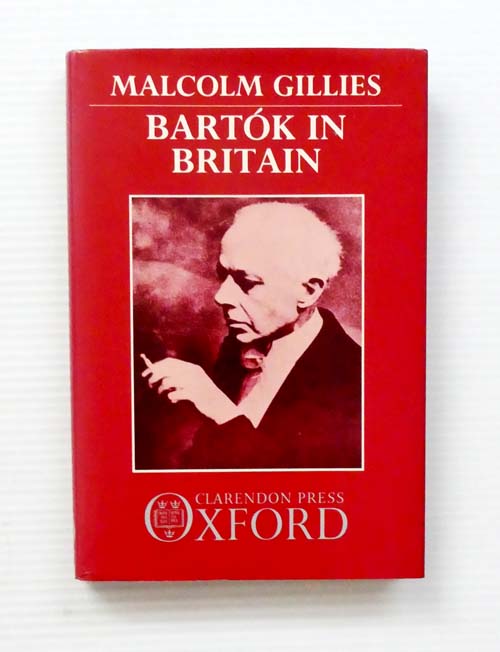 MALCOLM GILLIES
BARTÓK IN
BRITAIN
CLARENDON PRESS
OXFORD